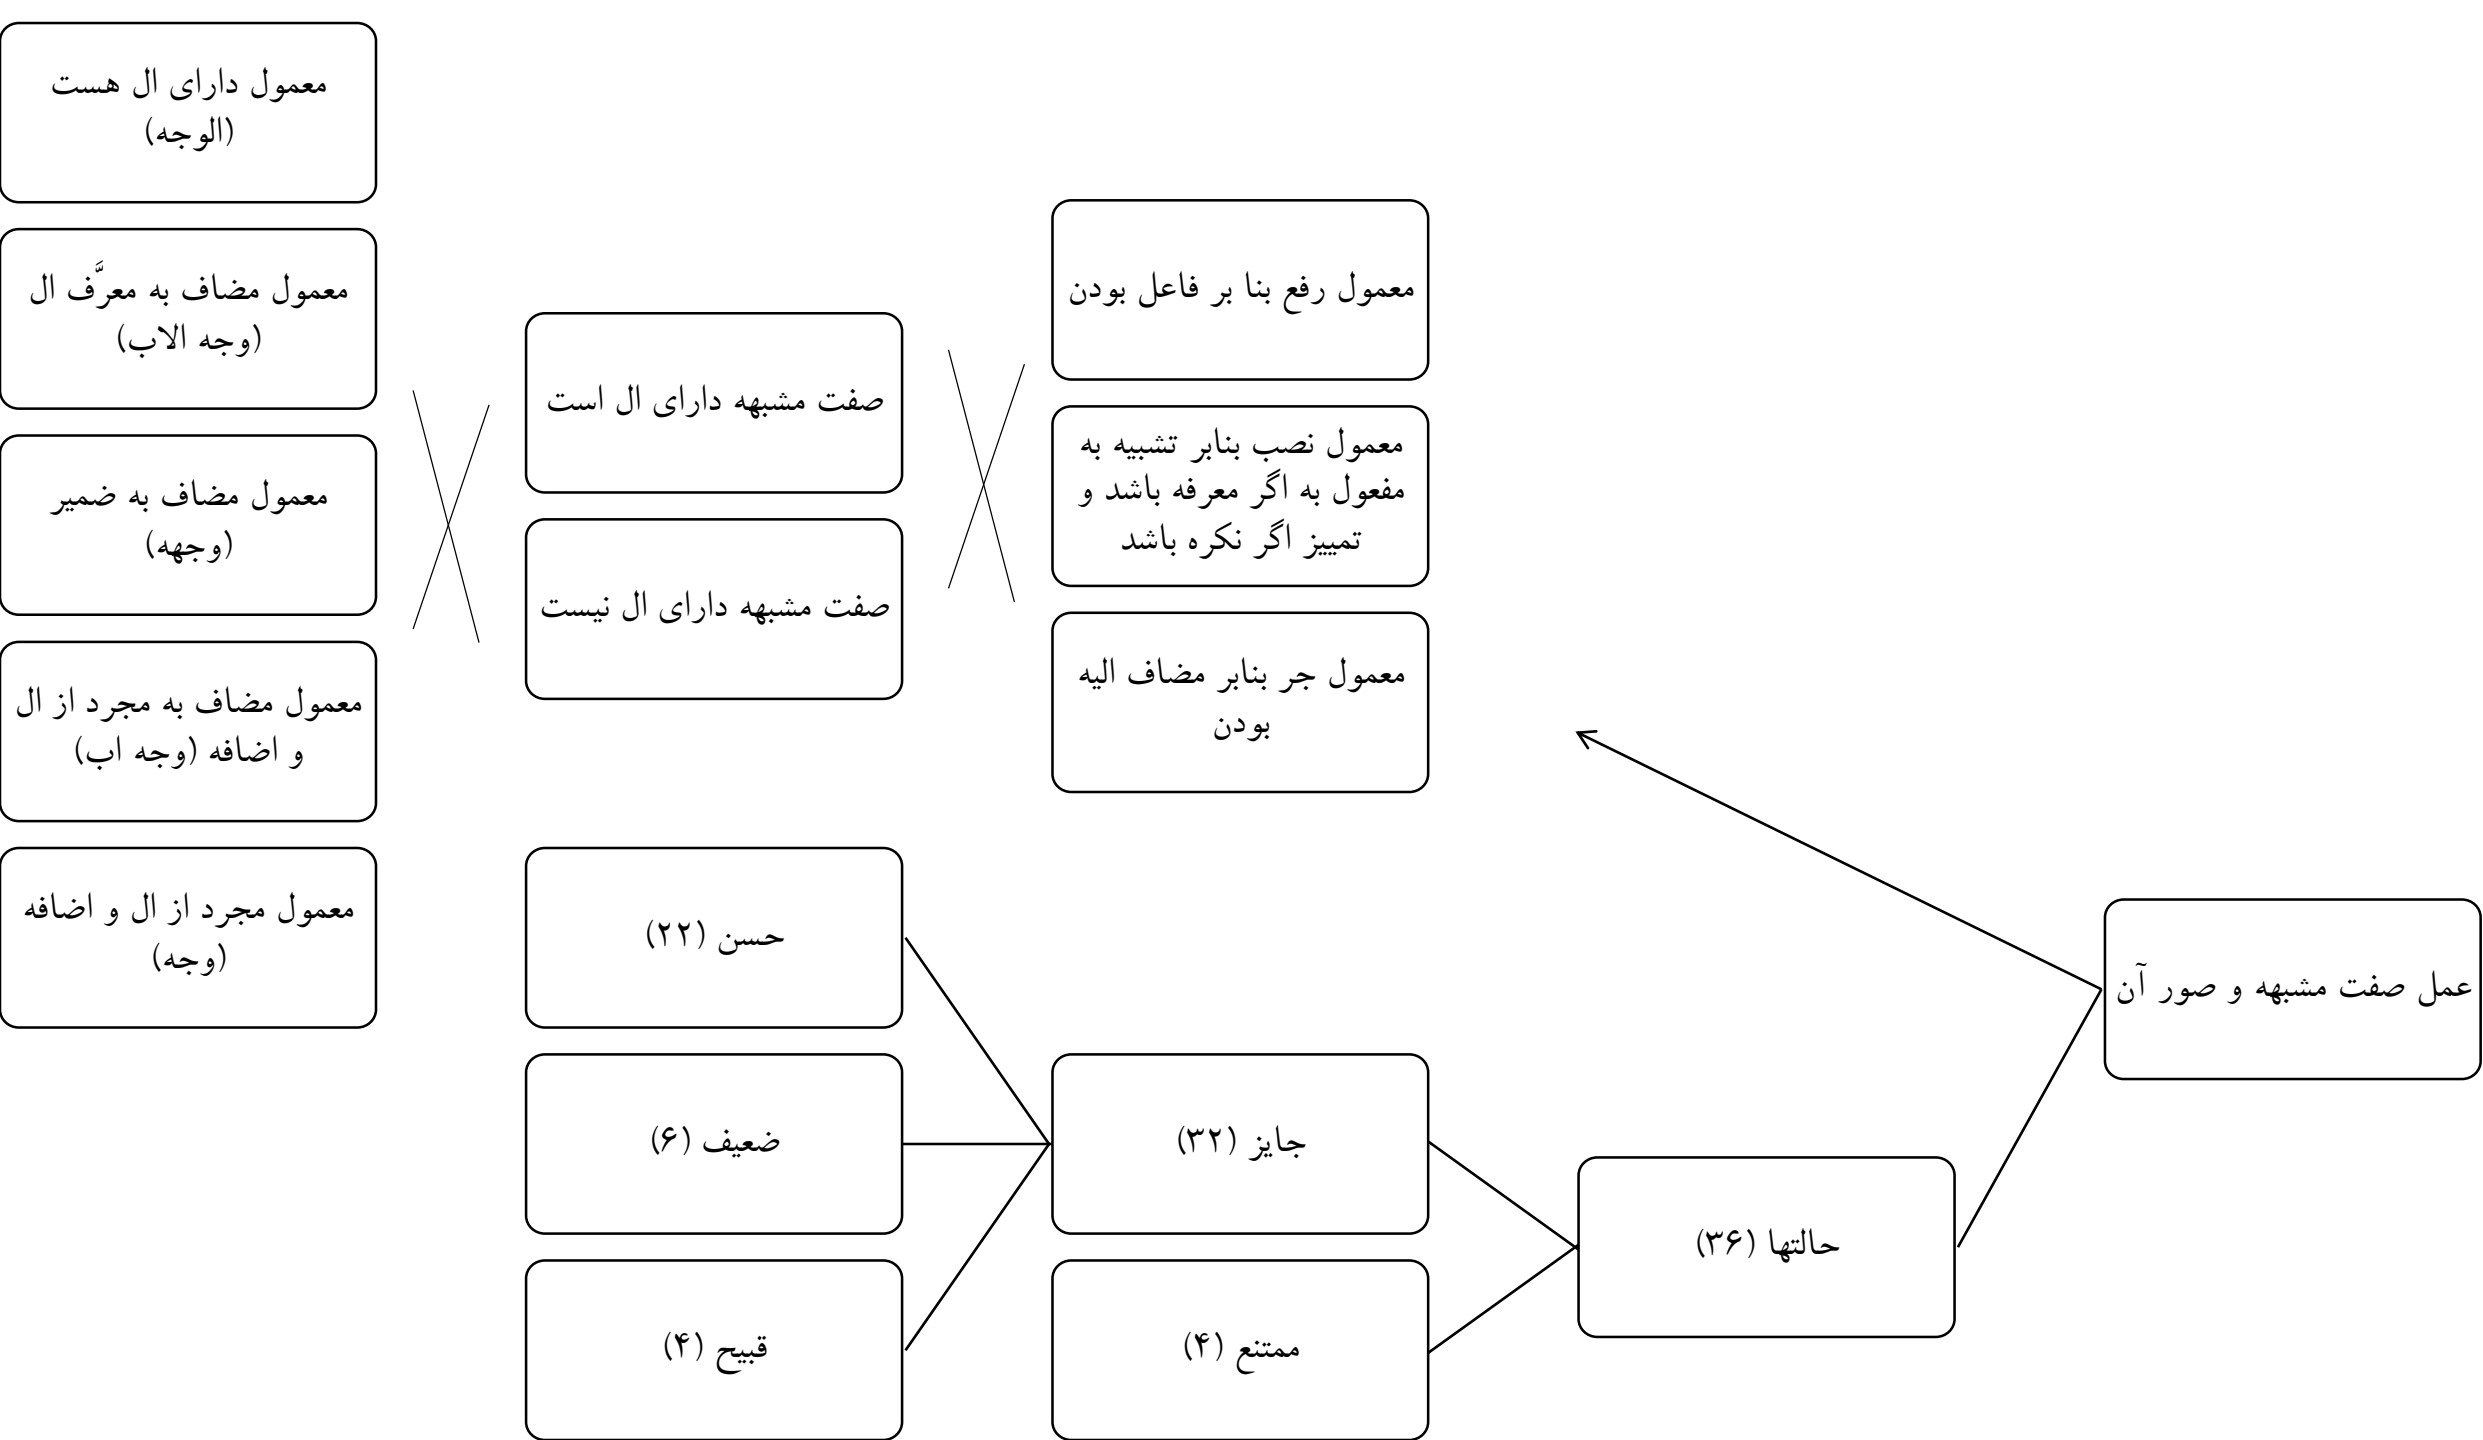 عمل صفت مشبهه و صور آن
معمول رفع بنا بر فاعل بودن
معمول نصب بنابر تشبیه به
مفعول به اگر معرفه باشد و
تمییز اگر نکره باشد
معمول جر بنابر مضاف الیه
بودن
صفت مشبهه دارای ال است
صفت مشبهه دارای ال نیست
معمول دارای ال هست
(الوجه)
معمول مضاف به معرَّف ال
(وجه الاب)
معمول مضاف به ضمیر
(وجهه)
معمول مضاف به مجرد از ال
و اضافه (وجه اب)
معمول مجرد از ال و اضافه
(وجه)
حالتها (۳۶)
جایز (۳۲)
ممتنع (۴)
حسن (۲۲)
ضعیف (۶)
قبیح (۴)